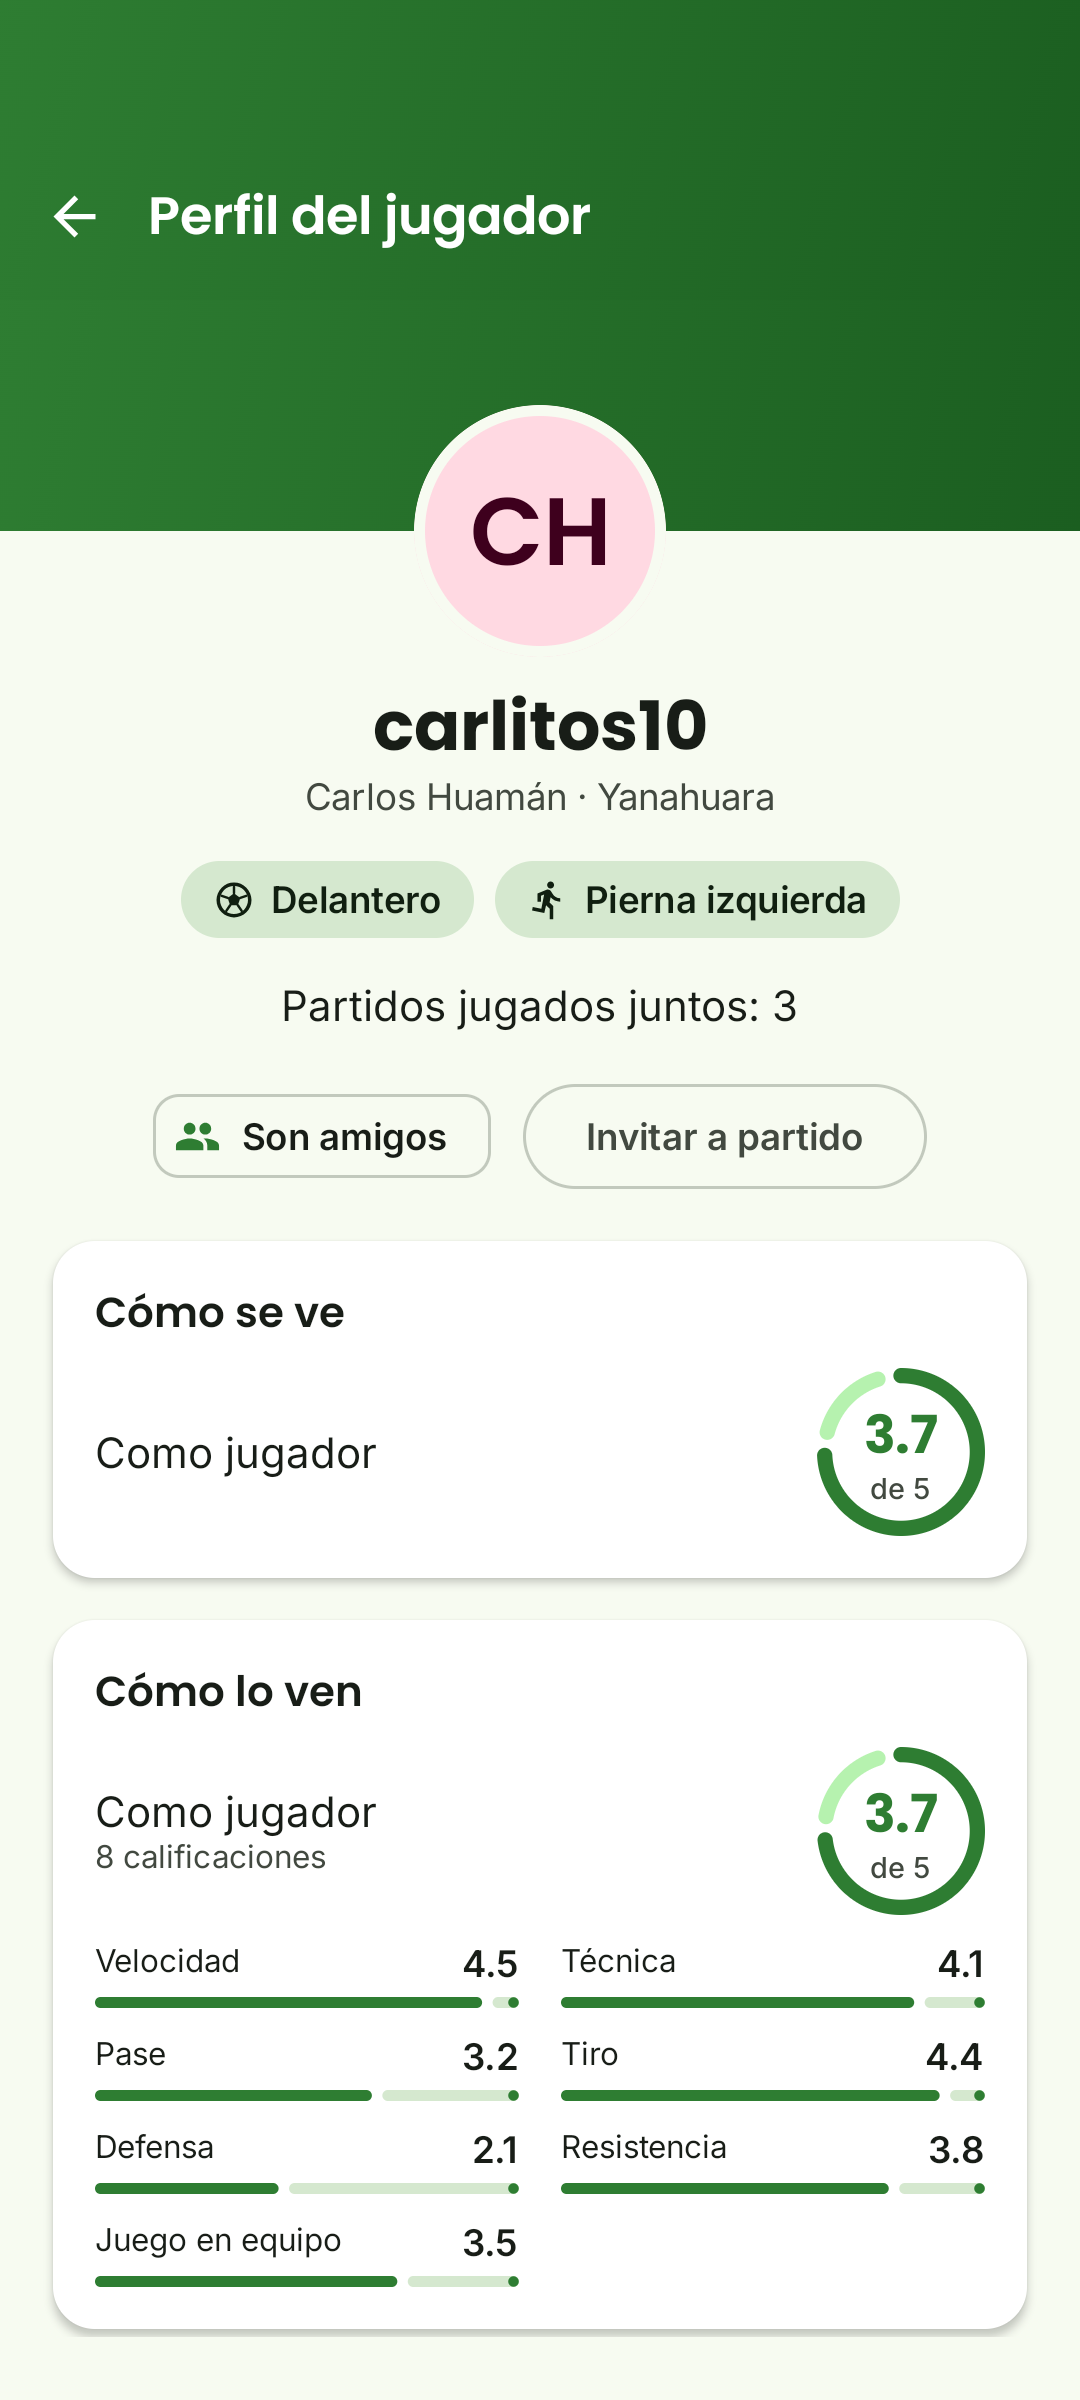 Perfil del jugador
CH
carlitos10
Carlos Huamán · Yanahuara
Delantero
Pierna izquierda
Partidos jugados juntos: 3
Son amigos
Invitar a partido
Cómo se ve
Como jugador
3.7
de 5
Cómo lo ven
Como jugador
8 calificaciones
3.7
de 5
Velocidad 4.5
Técnica 4.1
Pase 3.2
Tiro 4.4
Defensa 2.1
Resistencia 3.8
Juego en equipo 3.5